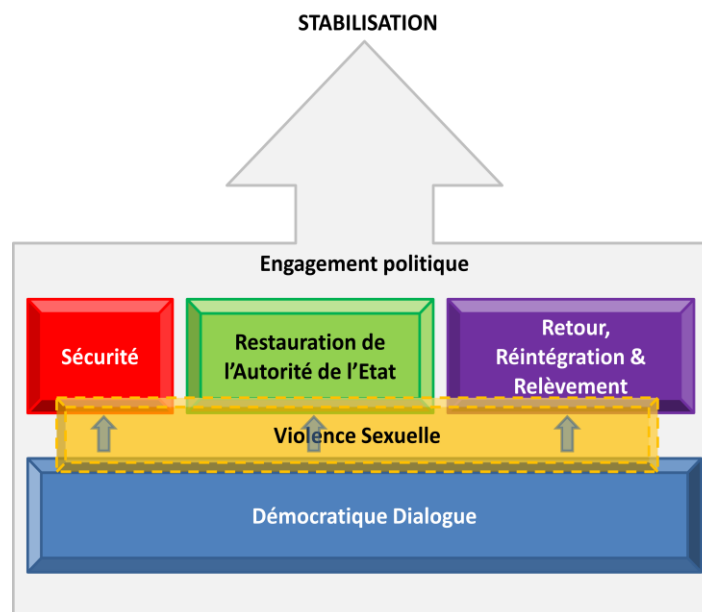 STABILISATION
Engagement politique
Sécurité
Restauration de
l'Autorité de l'Etat
Retour,
Réintégration &
Relèvement
Violence Sexuelle
Démocratique Dialogue